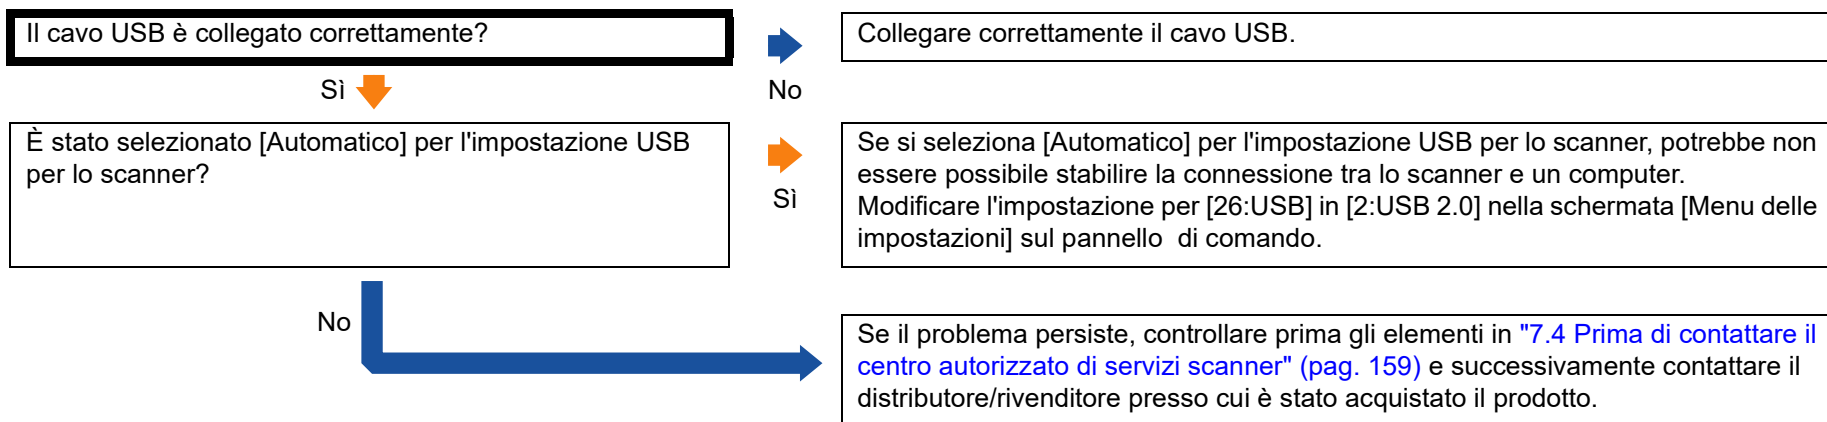 Il cavo USB è collegato correttamente?
Collegare correttamente il cavo USB.
Sì
No
È stato selezionato [Automatico] per l'impostazione USB
per lo scanner?
Sì
Se si seleziona [Automatico] per l'impostazione USB per lo scanner, potrebbe non
essere possibile stabilire la connessione tra lo scanner e un computer.
Modificare l'impostazione per [26:USB] in [2:USB 2.0] nella schermata [Menu delle
impostazioni] sul pannello di comando.
No
Se il problema persiste, controllare prima gli elementi in "7.4 Prima di contattare il
centro autorizzato di servizi scanner" (pag. 159) e successivamente contattare il
distributore/rivenditore presso cui è stato acquistato il prodotto.